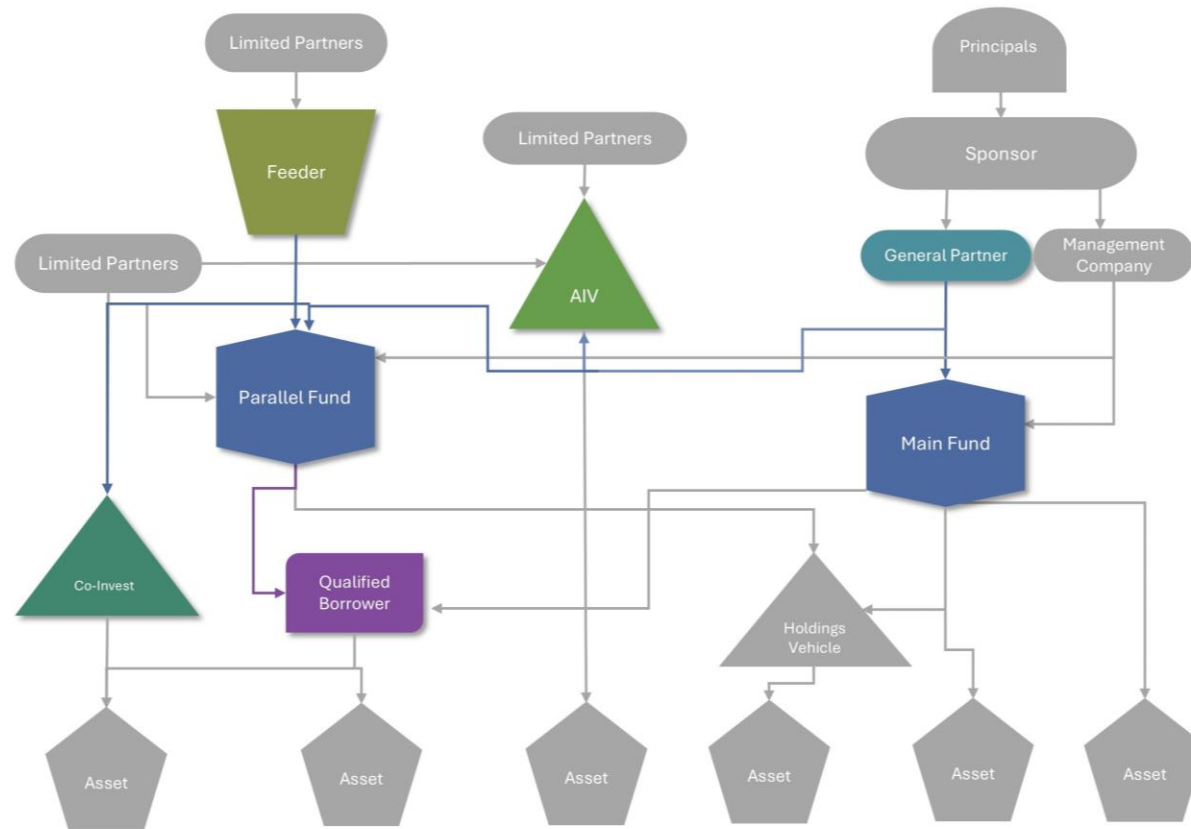 Limited Partners
Principals
Limited Partners
Sponsor
Feeder
General Partner
Management
Company
Limited Partners
AIV
Parallel Fund
Main Fund
Co-Invest
Qualified
Borrower
Holdings
Vehicle
Asset
Asset
Asset
Asset
Asset
Asset